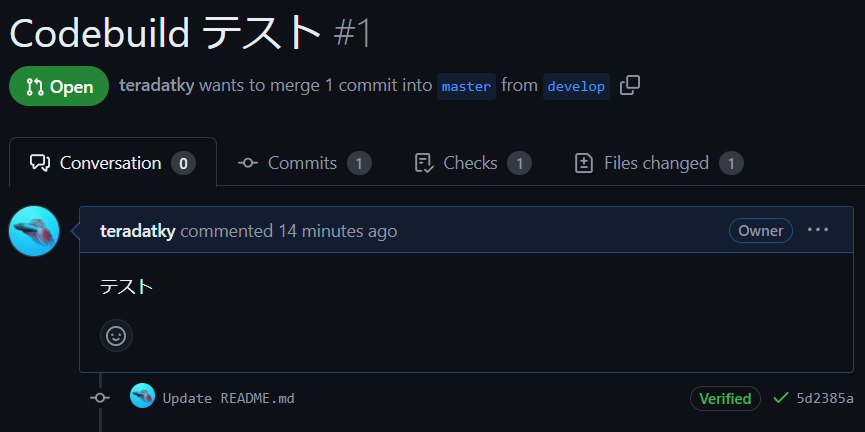 Codebuild テスト #1
Open teradatky wants to merge 1 commit into master from develop
Conversation 0 Commits 1 Checks 1 Files changed 1
teradatky commented 14 minutes ago Owner ...
テスト
Update README.md Verified 5d2385a